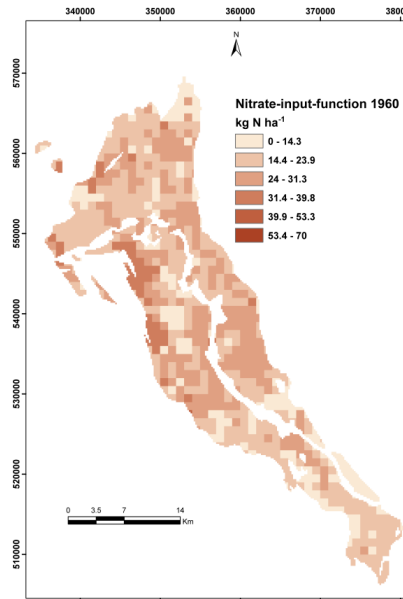 340000 350000 360000 370000 3800
N
570000
560000
550000
540000
530000
520000
510000
Nitrate-input-function 1960
kg N ha⁻¹
0 - 14.3
14.4 - 23.9
24 - 31.3
31.4 - 39.8
39.9 - 53.3
53.4 - 70
0 3.5 7 14
Km